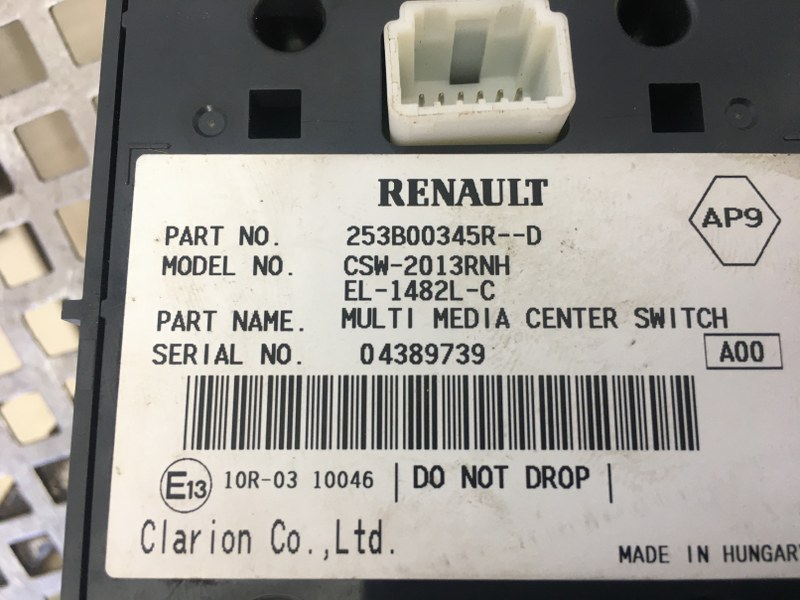 RENAULT
AP9
PART NO. 253B00345R--D
MODEL NO. CSW-2013RNH
EL-1482L-C
PART NAME. MULTI MEDIA CENTER SWITCH
SERIAL NO. 04389739
A00
E13 10R-03 10046 | DO NOT DROP |
Clarion Co.,Ltd.
MADE IN HUNGARY